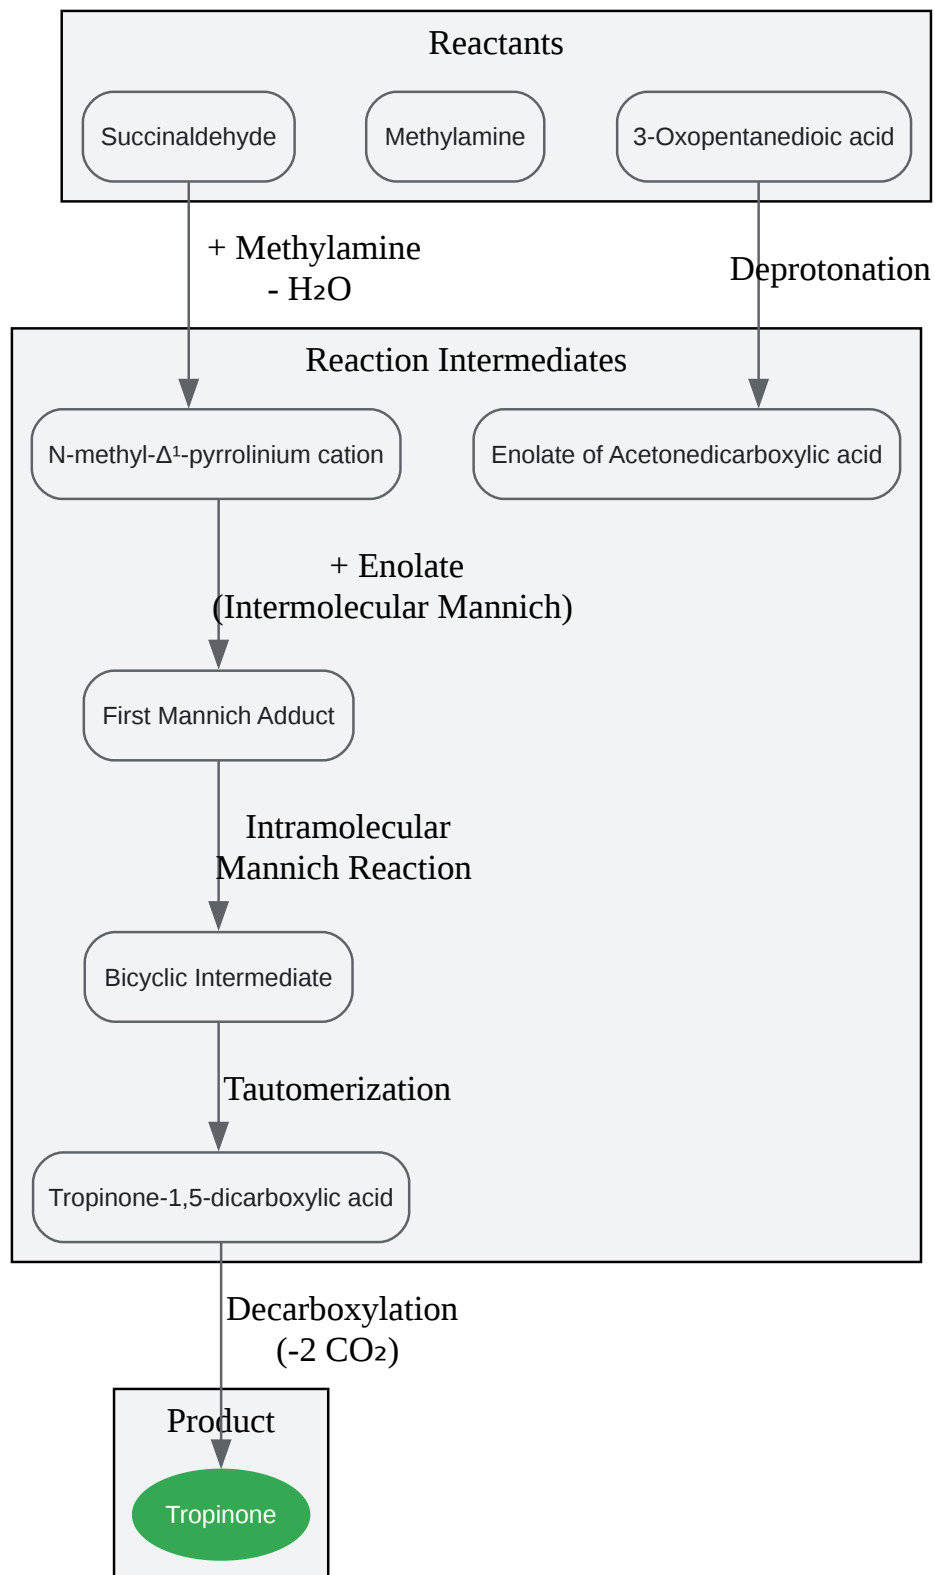 Reactants
Succinaldehyde
Methylamine
3-Oxopentanedioic acid
+ Methylamine
- H₂O
Deprotonation
Reaction Intermediates
N-methyl-Δ¹-pyrrolinium cation
Enolate of Acetonedicarboxylic acid
+ Enolate
(Intermolecular Mannich)
First Mannich Adduct
Intramolecular
Mannich Reaction
Bicyclic Intermediate
Tautomerization
Tropinone-1,5-dicarboxylic acid
Decarboxylation
(-2 CO₂)
Product
Tropinone